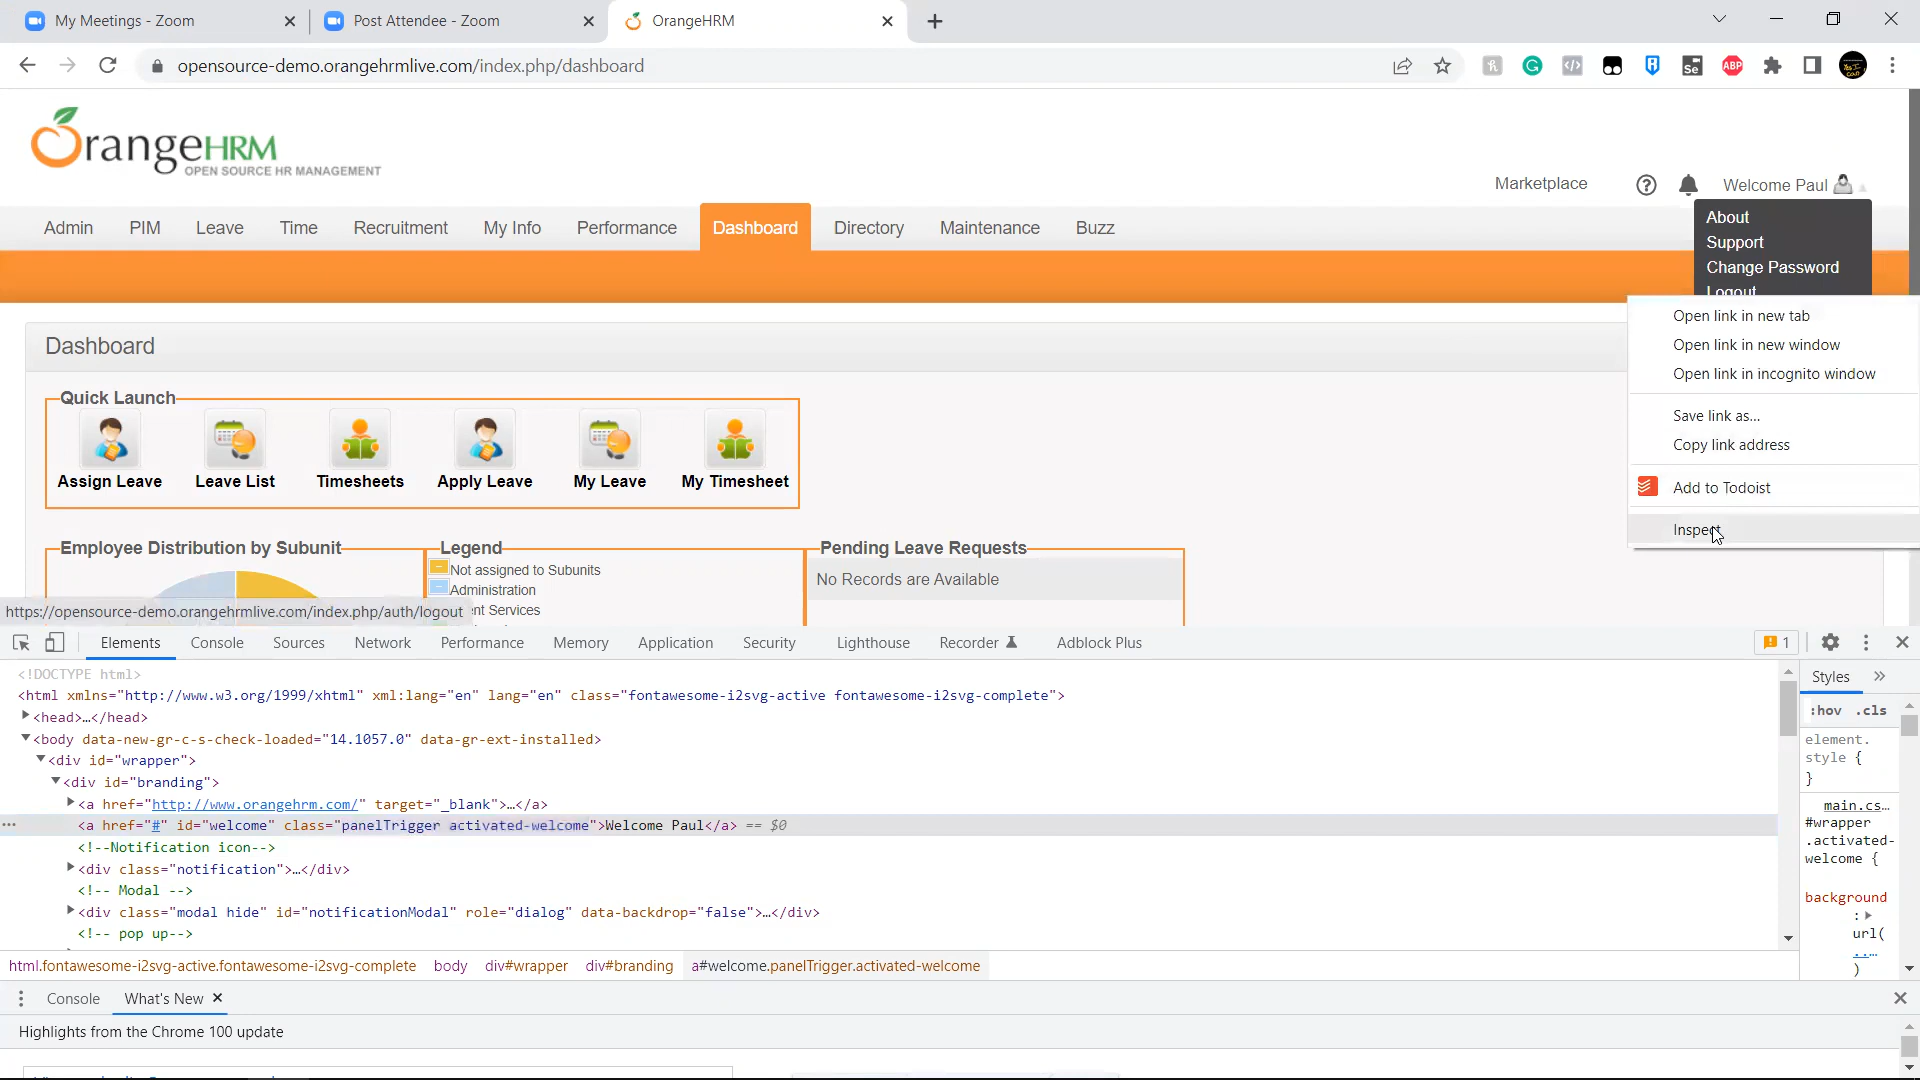 My Meetings - Zoom
Post Attendee - Zoom
OrangeHRM
opensource-demo.orangehrmlive.com/index.php/dashboard
OrangeHRM
OPEN SOURCE HR MANAGEMENT
Marketplace
Welcome Paul
Admin PIM Leave Time Recruitment My Info Performance Dashboard Directory Maintenance Buzz
About
Support
Change Password
Logout
Open link in new tab
Open link in new window
Open link in incognito window
Save link as...
Copy link address
Add to Todoist
Inspect
Dashboard
Quick Launch
Assign Leave Leave List Timesheets Apply Leave My Leave My Timesheet
Employee Distribution by Subunit
Legend
Not assigned to Subunits
Administration
nt Services
Pending Leave Requests
No Records are Available
https://opensource-demo.orangehrmlive.com/index.php/auth/logout
Elements Console Sources Network Performance Memory Application Security Lighthouse Recorder Adblock Plus 1
<!DOCTYPE html>
<html xmlns="http://www.w3.org/1999/xhtml" xml:lang="en" lang="en" class="fontawesome-i2svg-active fontawesome-i2svg-complete">
<head>…</head>
<body data-new-gr-c-s-check-loaded="14.1057.0" data-gr-ext-installed>
<div id="wrapper">
<div id="branding">
<a href="http://www.orangehrm.com/" target="_blank">…</a>
<a href="#" id="welcome" class="panelTrigger activated-welcome">Welcome Paul</a> == $0
<!--Notification icon-->
<div class="notification">…</div>
<!-- Modal -->
<div class="modal hide" id="notificationModal" role="dialog" data-backdrop="false">…</div>
<!-- pop up-->
Styles
:hov .cls
element.
style {
}
main.cs…
#wrapper
.activated-
welcome {
background
:
url(
…
)
html.fontawesome-i2svg-active.fontawesome-i2svg-complete body div#wrapper div#branding a#welcome.panelTrigger.activated-welcome
Console What's New
Highlights from the Chrome 100 update